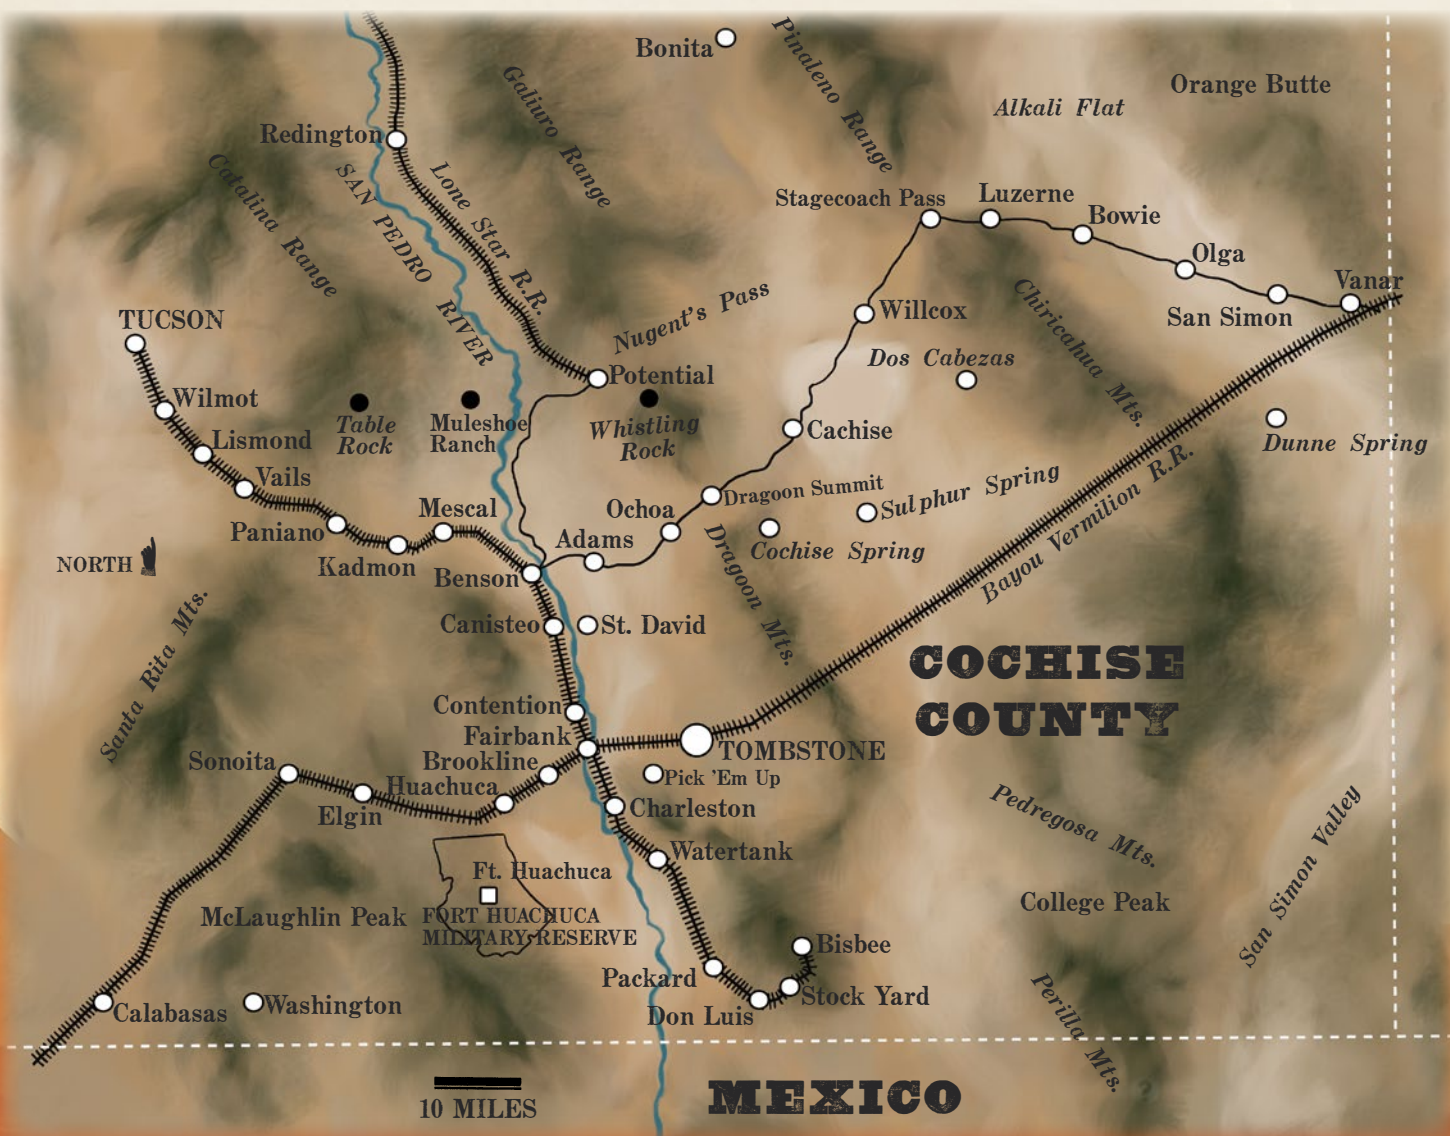 Bonita
Pinaleno Range
Orange Butte
Alkali Flat
Galiuro Range
Redington
Catalina Range
SAN PEDRO RIVER
Lone Star R.R.
Stagecoach Pass
Luzerne
Bowie
Olga
Vanar
San Simon
TUCSON
Nugent's Pass
Willcox
Chiricahua Mts.
Dos Cabezas
Potential
Wilmot
Table
Rock
Muleshoe
Ranch
Whistling
Rock
Cachise
Dunne Spring
Lismond
Vails
Dragoon Summit
Sulphur Spring
Bayou Vermilion R.R.
Mescal
Ochoa
Paniano
Adams
Cochise Spring
Dragoon Mts.
NORTH
Kadmon
Benson
Santa Rita Mts.
Canisteo
St. David
COCHISE
COUNTY
Contention
Fairbank
TOMBSTONE
Sonoita
Brookline
Huachuca
Pick 'Em Up
Elgin
Charleston
Pedregosa Mts.
San Simon Valley
Watertank
Ft. Huachuca
College Peak
McLaughlin Peak
FORT HUACHUCA
MILITARY RESERVE
Bisbee
Packard
Stock Yard
Perilla Mts.
Calabasas
Washington
Don Luis
10 MILES
MEXICO